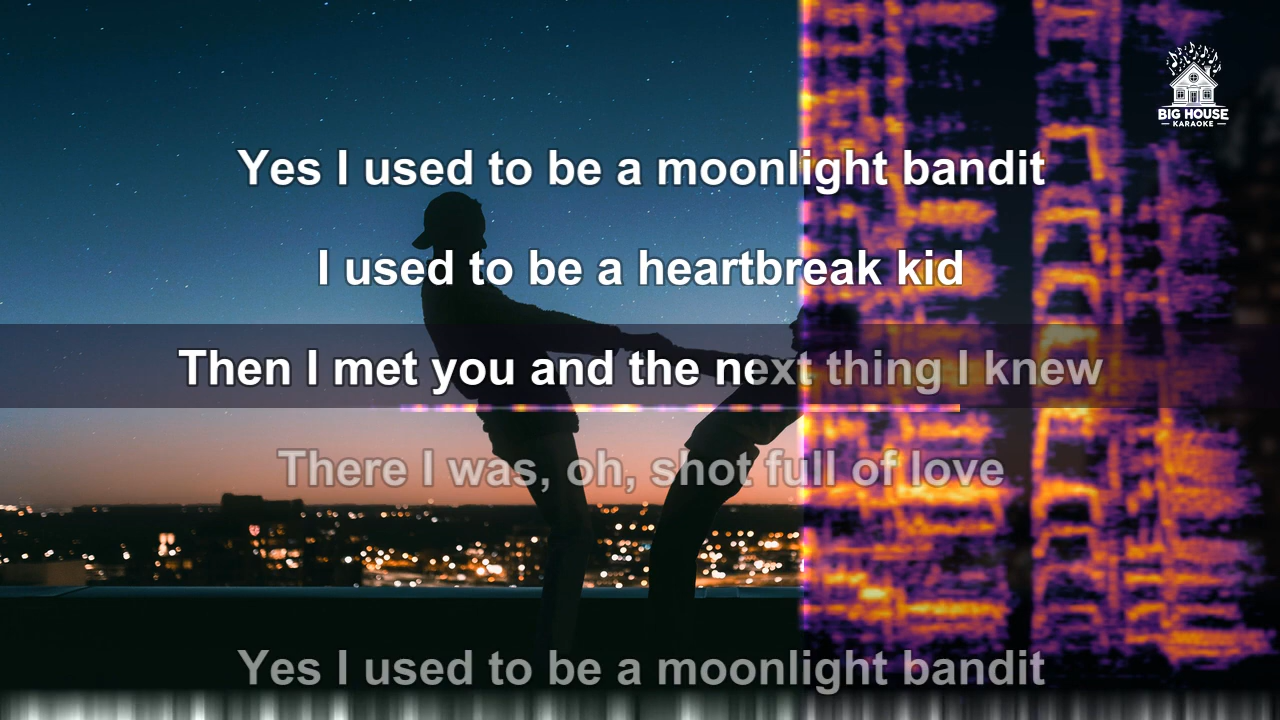 BIG HOUSE
KARAOKE
Yes I used to be a moonlight bandit
I used to be a heartbreak kid
Then I met you and the next thing I knew
There I was, oh, shot full of love
Yes I used to be a moonlight bandit